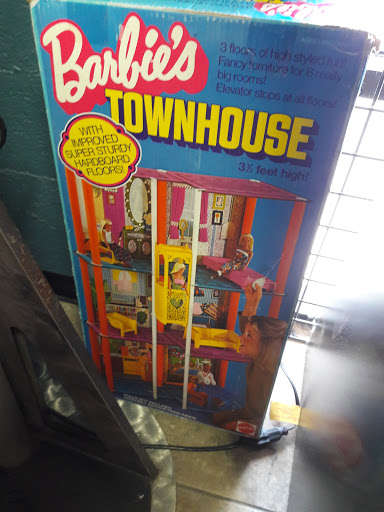 Barbie's
TOWNHOUSE
3 floors of high styled fun!
Fancy furniture for 6 really
big rooms!
Elevator stops at all floors!
3½ feet high!
WITH
IMPROVED
SUPER STURDY
HARDBOARD
FLOORS!